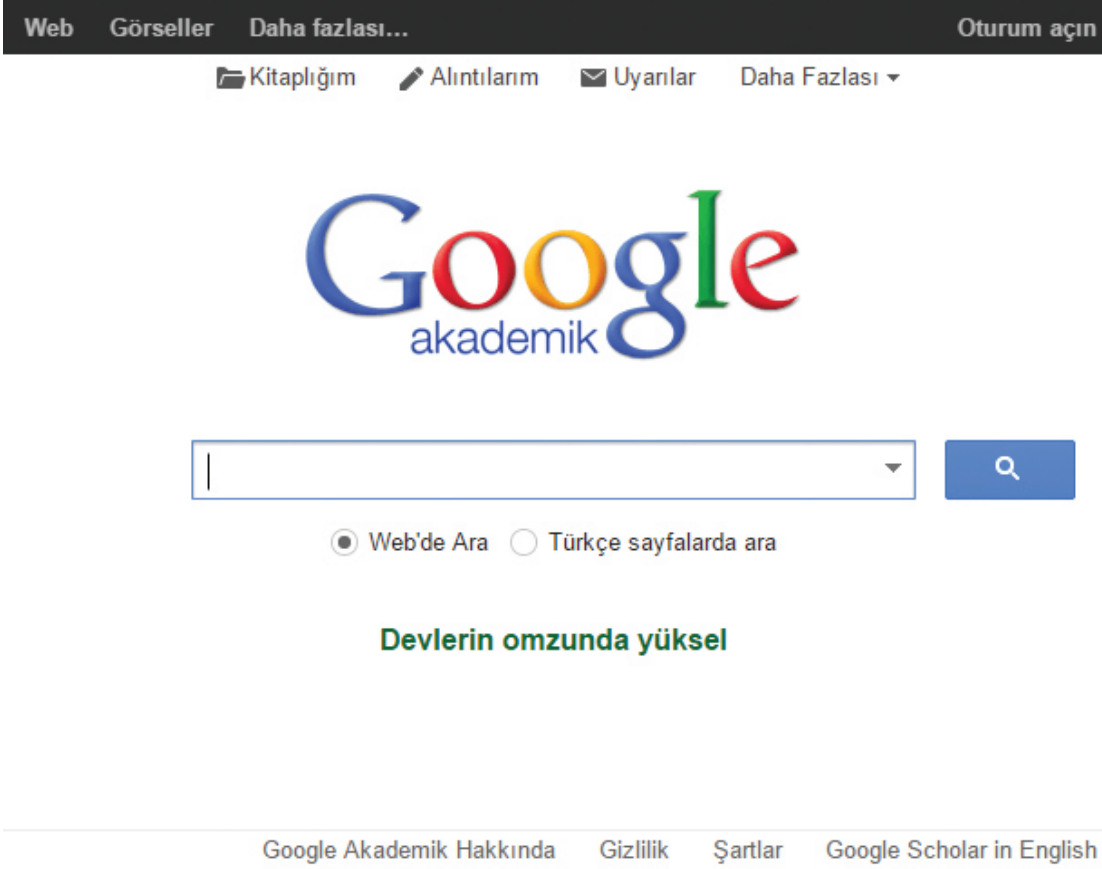 Web Görseller Daha fazlası... Oturum açın
Kitaplığım Alıntılarım Uyarılar Daha Fazlası
Google
akademik
Web'de Ara Türkçe sayfalarda ara
Devlerin omzunda yüksel
Google Akademik Hakkında Gizlilik Şartlar Google Scholar in English